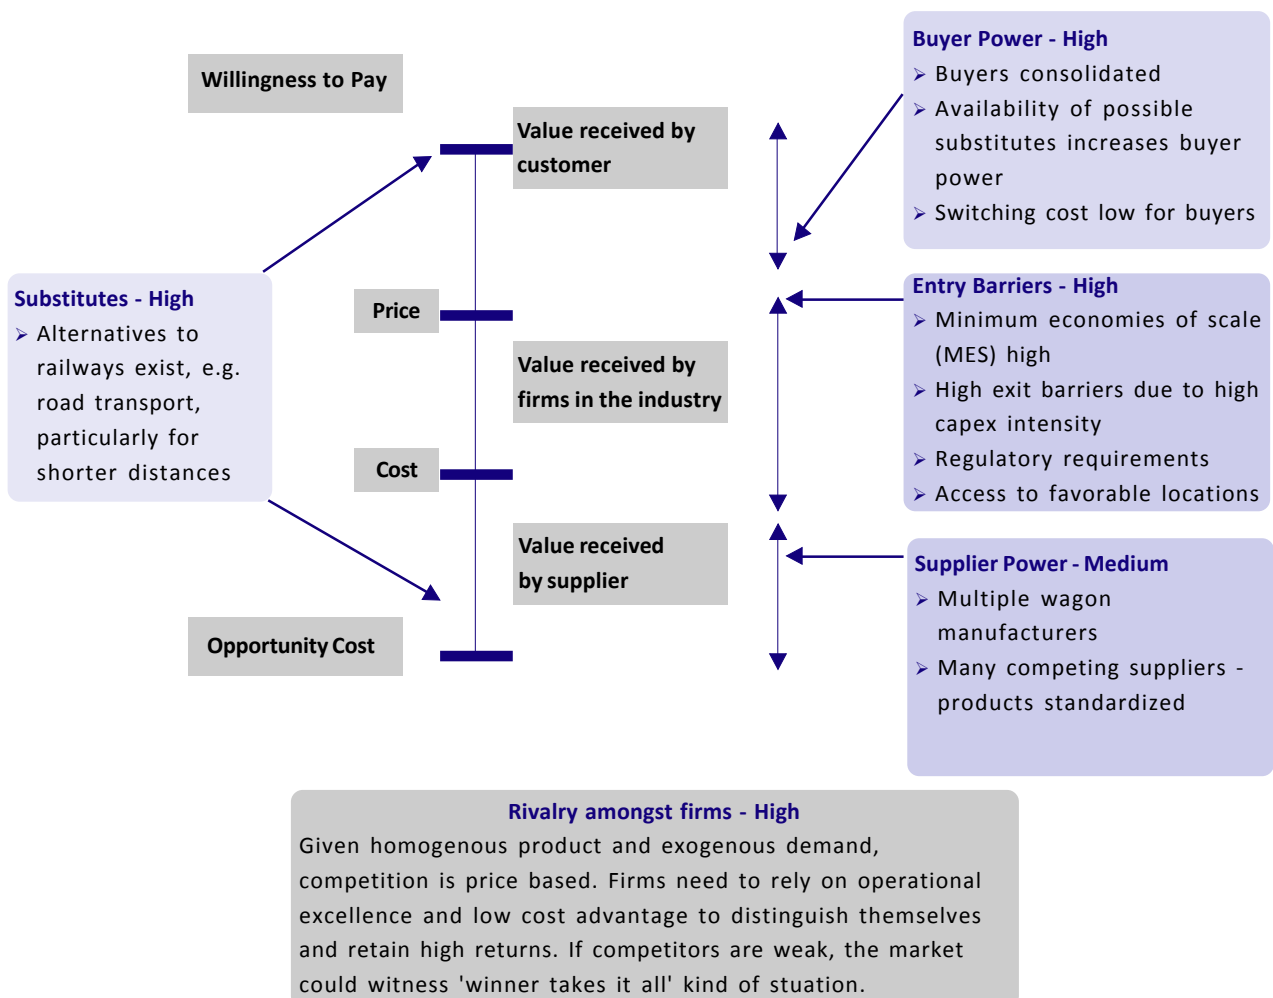 Willingness to Pay
Value received by
customer
Buyer Power - High
➢ Buyers consolidated
➢ Availability of possible
substitutes increases buyer
power
➢ Switching cost low for buyers
Substitutes - High
➢ Alternatives to
railways exist, e.g.
road transport,
particularly for
shorter distances
Price
Value received by
firms in the industry
Cost
Entry Barriers - High
➢ Minimum economies of scale
(MES) high
➢ High exit barriers due to high
capex intensity
➢ Regulatory requirements
➢ Access to favorable locations
Value received
by supplier
Opportunity Cost
Supplier Power - Medium
➢ Multiple wagon
manufacturers
➢ Many competing suppliers -
products standardized
Rivalry amongst firms - High
Given homogenous product and exogenous demand,
competition is price based. Firms need to rely on operational
excellence and low cost advantage to distinguish themselves
and retain high returns. If competitors are weak, the market
could witness 'winner takes it all' kind of stuation.